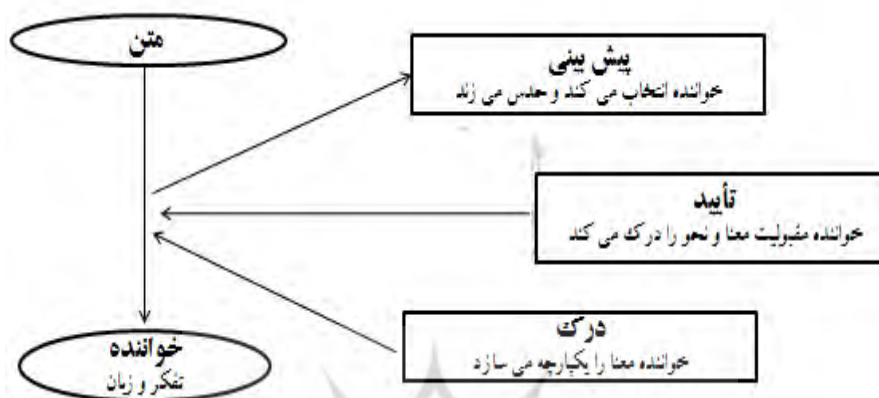 متن
پیش بینی
خواننده انتخاب می کند و حدس می زند
تأیید
خواننده مقبولیت معنا و نحو را درک می کند
درک
خواننده معنا را یکپارچه می سازد
خواننده
تفکر و زبان